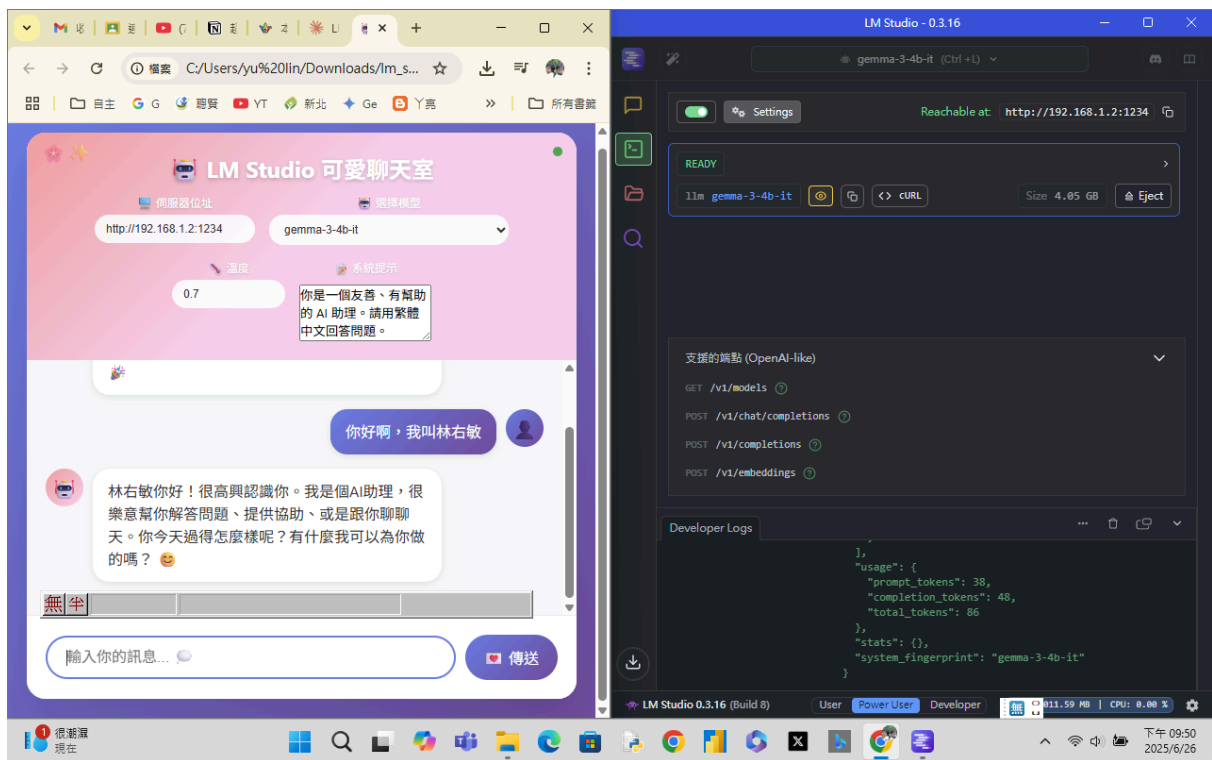 檔案
C:/Users/yu%20lin/Downloads/lm_s...
自主
G
聰賢
YT
新北
Ge
Y亮
»
所有書籤
LM Studio 可愛聊天室
伺服器位址
選擇模型
http://192.168.1.2:1234
gemma-3-4b-it
溫度
系統提示
0.7
你是一個友善、有幫助
的 AI 助理。請用繁體
中文回答問題。
你好啊，我叫林右敏
林右敏你好！很高興認識你。我是個AI助理，很
樂意幫你解答問題、提供協助、或是跟你聊聊
天。你今天過得怎麼樣呢？有什麼我可以為你做
的嗎？
無 半
輸入你的訊息...
傳送
LM Studio - 0.3.16
gemma-3-4b-it (Ctrl +L)
Settings
Reachable at: http://192.168.1.2:1234
READY
llm gemma-3-4b-it
<> cURL
Size 4.05 GB
Eject
支援的端點 (OpenAI-like)
GET /v1/models
POST /v1/chat/completions
POST /v1/completions
POST /v1/embeddings
Developer Logs
],
"usage": {
"prompt_tokens": 38,
"completion_tokens": 48,
"total_tokens": 86
},
"stats": {},
"system_fingerprint": "gemma-3-4b-it"
}
LM Studio 0.3.16 (Build 8)
User
Power User
Developer
無
011.59 MB | CPU: 0.00 %
1
很潮濕
現在
下午 09:50
2025/6/26